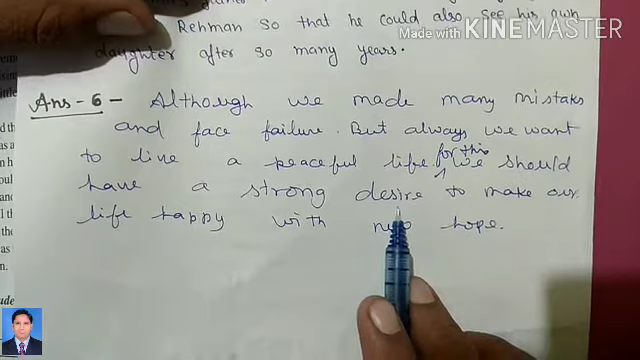 Rehman so that he could also see his own
Made with KINEMASTER
daughter after so many years.
Ans-6- Although we made many mistakes
and face failure. But always we want
to live a peaceful life. for this we should
have a strong desire to make our
life happy with new hope.